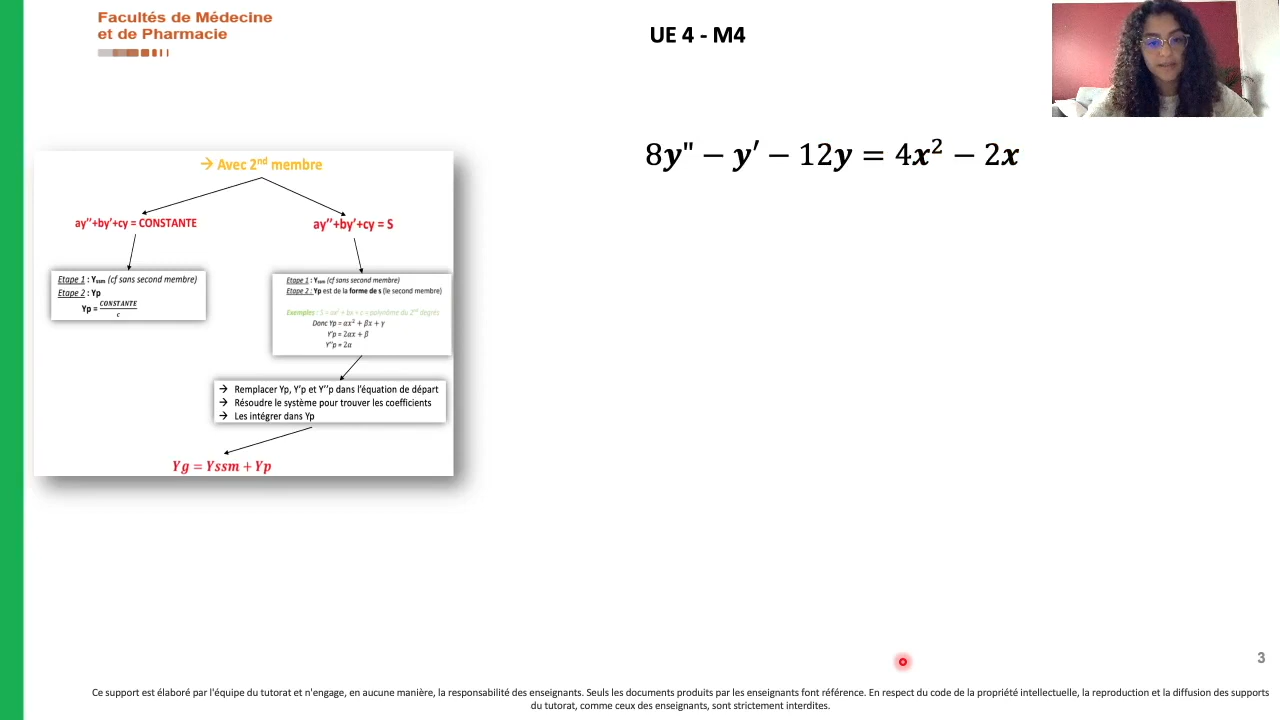 Facultés de Médecine
et de Pharmacie
UE 4 - M4
8y" − y′ − 12y = 4x² − 2x
→ Avec 2nd membre
ay’’+by’+cy = CONSTANTE
ay’’+by’+cy = S
Etape 1 : Yssm (cf sans second membre)
Etape 2 : Yp
Yp = CONSTANTE/c
Etape 1 : Yssm (cf sans second membre)
Etape 2 : Yp est de la forme de s (le second membre)
Exemples : S = ax² + bx + c = polynôme du 2nd degrés
Donc Yp = αx² + βx + γ
Y'p = 2αx + β
Y''p = 2α
→ Remplacer Yp, Y’p et Y’’p dans l’équation de départ
→ Résoudre le système pour trouver les coefficients
→ Les intégrer dans Yp
Yg = Yssm + Yp
3
Ce support est élaboré par l'équipe du tutorat et n'engage, en aucune manière, la responsabilité des enseignants. Seuls les documents produits par les enseignants font référence. En respect du code de la propriété intellectuelle, la reproduction et la diffusion des supports
du tutorat, comme ceux des enseignants, sont strictement interdites.